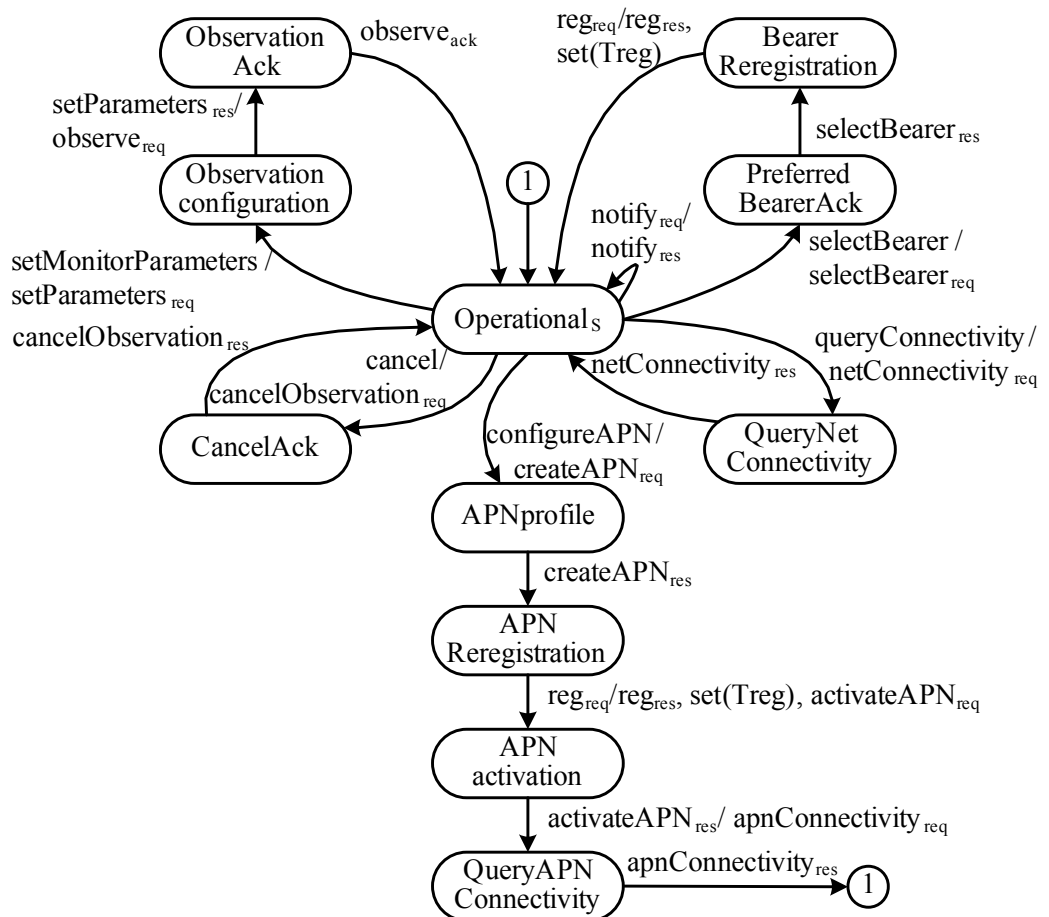 Observation
Ack
observe ack
reg req/reg res,
set(Treg)
Bearer
Reregistration
setParameters res/
observe req
selectBearer res
Observation
configuration
1
Preferred
BearerAck
notify req/
notify res
setMonitorParameters /
setParameters req
selectBearer /
selectBearer req
Operational S
cancelObservation res
cancel/
cancelObservation req
netConnectivity res
queryConnectivity /
netConnectivity req
CancelAck
configureAPN/
createAPN req
QueryNet
Connectivity
APNprofile
createAPN res
APN
Reregistration
reg req/reg res, set(Treg), activateAPN req
APN
activation
activateAPN res/ apnConnectivity req
QueryAPN
Connectivity
apnConnectivity res
1